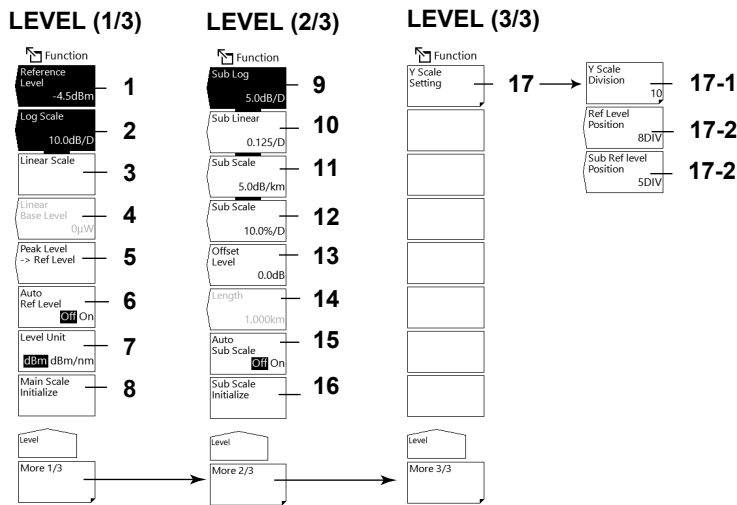 LEVEL (1/3)
Function
Reference
Level
-4.5dBm
1
Log Scale
10.0dB/D
2
Linear Scale
3
Linear
Base Level
0µW
4
Peak Level
-> Ref Level
5
Auto
Ref Level
Off On
6
Level Unit
dBm dBm/nm
7
Main Scale
Initialize
8
Level
More 1/3
LEVEL (2/3)
Function
Sub Log
5.0dB/D
9
Sub Linear
0.125/D
10
Sub Scale
5.0dB/km
11
Sub Scale
10.0%/D
12
Offset
Level
0.0dB
13
Length
1.000km
14
Auto
Sub Scale
Off On
15
Sub Scale
Initialize
16
Level
More 2/3
LEVEL (3/3)
Function
Y Scale
Setting
17
Level
More 3/3
Y Scale
Division
10
17-1
Ref Level
Position
8DIV
17-2
Sub Ref level
Position
5DIV
17-2